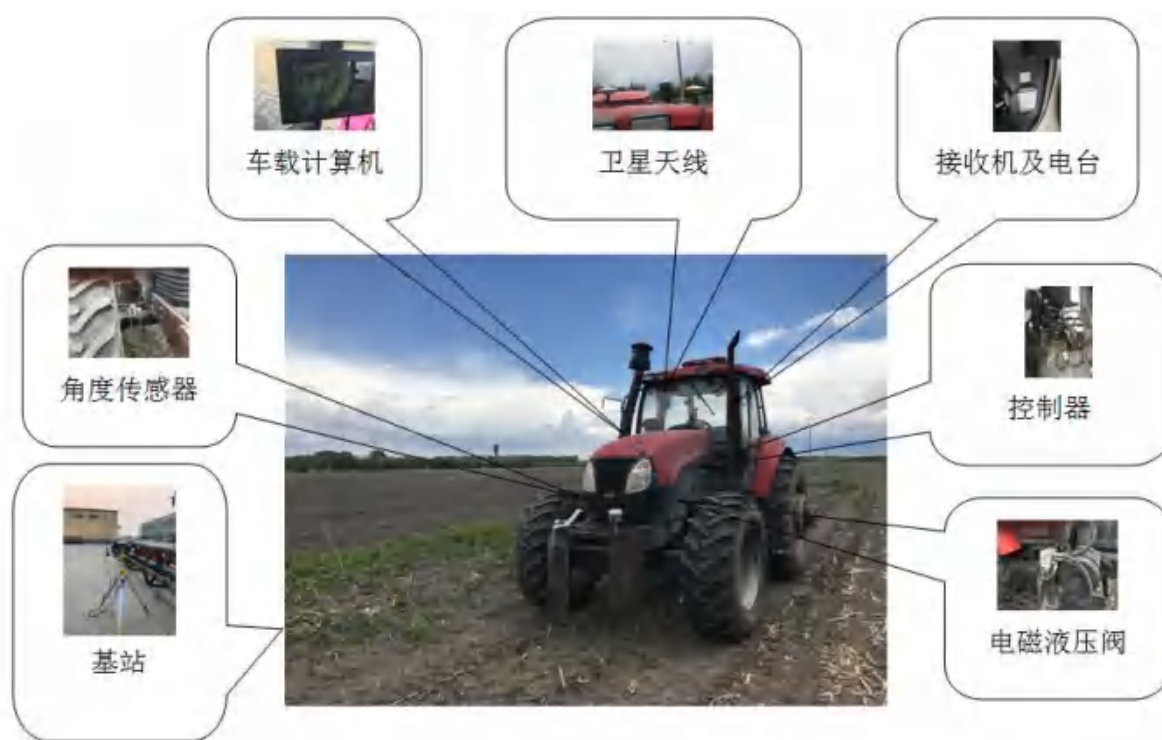 车载计算机
卫星天线
接收机及电台
角度传感器
控制器
基站
电磁液压阀